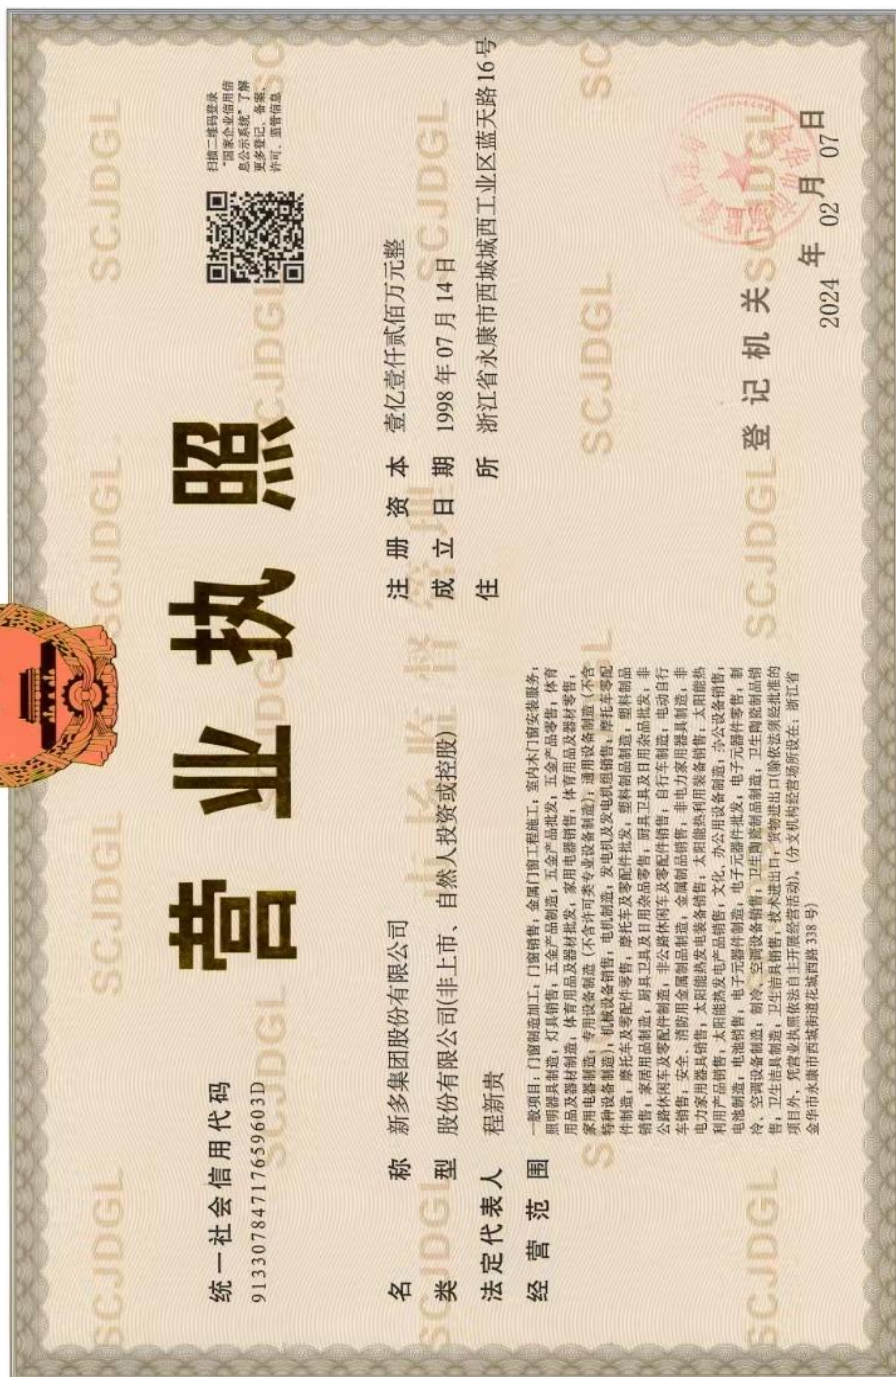 统一社会信用代码
91330784717659603D
营业执照
扫描二维码登录
“国家企业信用信
息公示系统”了解
更多登记、备案、
许可、监管信息
名称 新多集团股份有限公司
类型 股份有限公司(非上市、自然人投资或控股)
法定代表人 程新贵
经营范围
一般项目:门窗制造加工;门窗销售;金属门窗工程施工;室内木门窗安装服务;
照明器具制造;灯具销售;五金产品制造;五金产品批发;五金产品零售;体育
用品及器材制造;体育用品及器材批发;家用电器销售;体育用品及器材零售;
家用电器制造;专用设备制造(不含许可类专业设备制造);通用设备制造(不含
特种设备制造);机械设备销售;电机制造;发电机及发电机组销售;摩托车零配
件制造;摩托车及零配件零售;摩托车及零配件批发;塑料制品制造;塑料制品
销售;家居用品制造;厨具卫具及日用杂品零售;厨具卫具及日用杂品批发;非
公路休闲车及零配件制造;非公路休闲车及零配件销售;自行车制造;电动自行
车销售;安全、消防用金属制品制造;金属制品销售;非电力家用器具制造;非
电力家用器具销售;太阳能热发电装备销售;太阳能热利用装备销售;太阳能热
利用产品销售;太阳能热发电产品销售;文化、办公用设备制造;办公设备销售;
电池制造;电池销售;电子元器件制造;电子元器件批发;电子元器件零售;制
冷、空调设备制造;制冷、空调设备销售;卫生陶瓷制品制造;卫生陶瓷制品销
售;卫生洁具制造;卫生洁具销售;技术进出口;货物进出口(除依法须经批准的
项目外,凭营业执照依法自主开展经营活动)。(分支机构经营场所设在:浙江省
金华市永康市西城街道花城西路338号)
注册资本 壹亿壹仟贰佰万元整
成立日期 1998年07月14日
住所 浙江省永康市西城城西工业区蓝天路16号
登记机关
2024年02月07日
SCJDGL
市场监督管理